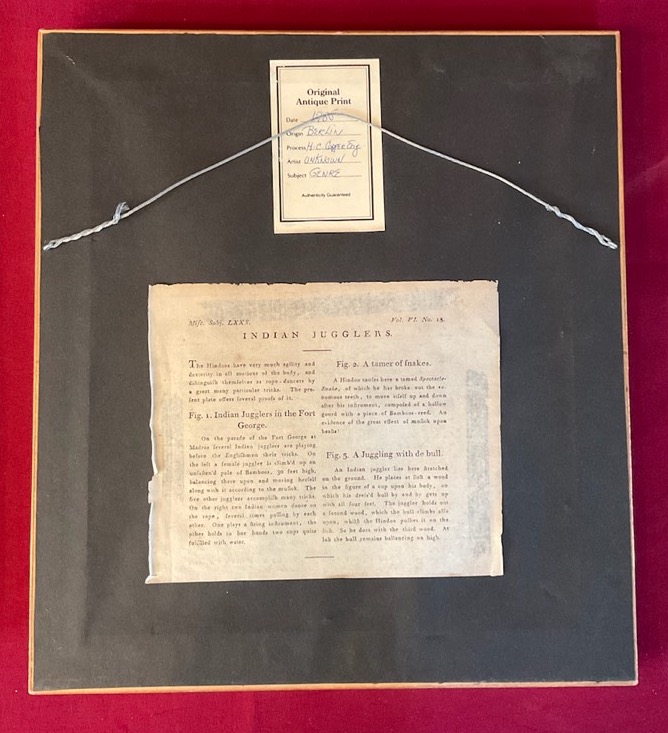 Original
Antique Print
Date 1805
Origin Berlin
Process H.C. Copper Eng
Artist Unknown
Subject Genre
Authenticity Guaranteed
Misc. Subj. LXXX. Vol. VI. No. 15.
INDIAN JUGGLERS.
The Hindoos have very much agility and
dexterity in all motions of the body, and
distinguish themselves as rope-dancers by
a great many particular tricks. The pre-
sent plate offers several proofs of it.
Fig. 1. Indian Jugglers in the Fort
George.
On the parade of the Fort George at
Madras several Indian jugglers are playing
before the Englishmen their tricks. On
the left a female juggler is climb'd up an
unfasten'd pole of Bamboos, 30 feet high,
balancing there upon and moving herself
along with it according to the musick. The
five other jugglers accomplish many tricks.
On the right two Indian women dance on
the rope, several times pulling by each
other. One plays a string instrument, the
other holds in her hands two cups quite
fulfilled with water.
Fig. 2. A tamer of snakes.
A Hindoo causes here a tamed Spectacle-
Snake, of which he has broke out the ve-
nomous teeth, to move itself up and down
after his instrument, composed of a hollow
gourd with a piece of Bamboos-reed. An
evidence of the great effect of musick upon
beasts!
Fig. 3. A Juggling with de bull.
An Indian juggler lies here stretched
on the ground. He places at first a wood
in the figure of a cup upon his body, on
which his dress'd bull by and by gets up
with all four feet. The juggler holds out
a second wood, which the bull climbs also
upon, whilst the Hindoo pulles it on the
first. So he does with the third wood. At
last the bull remains ballancing on high.